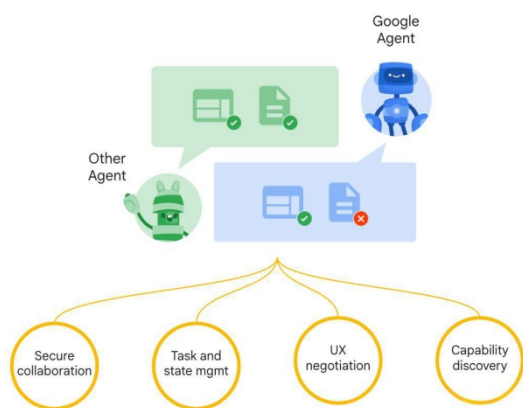 Google
Agent
Other
Agent
Secure
collaboration
Task and
state mgmt
UX
negotiation
Capability
discovery